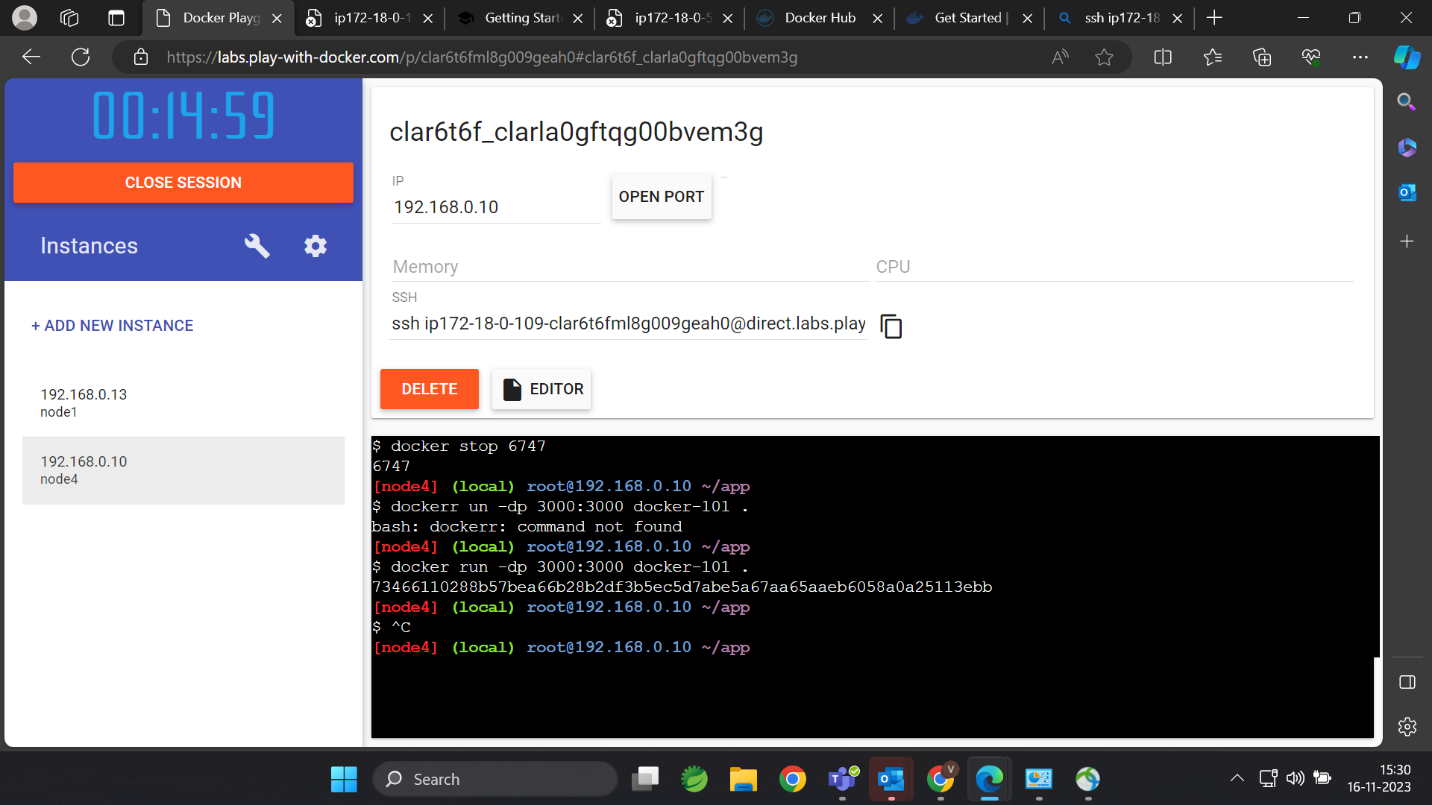 Docker Playg
ip172-18-0-1
Getting Start
ip172-18-0-5
Docker Hub
Get Started |
ssh ip172-18
https://labs.play-with-docker.com/p/clar6t6fml8g009geah0#clar6t6f_clarla0gftqg00bvem3g
00:14:59
CLOSE SESSION
Instances
+ ADD NEW INSTANCE
192.168.0.13
node1
192.168.0.10
node4
clar6t6f_clarla0gftqg00bvem3g
IP
192.168.0.10
OPEN PORT
Memory
CPU
SSH
ssh ip172-18-0-109-clar6t6fml8g009geah0@direct.labs.play
DELETE
EDITOR
$ docker stop 6747
6747
[node4] (local) root@192.168.0.10 ~/app
$ dockerr un -dp 3000:3000 docker-101 .
bash: dockerr: command not found
[node4] (local) root@192.168.0.10 ~/app
$ docker run -dp 3000:3000 docker-101 .
73466110288b57bea66b28b2df3b5ec5d7abe5a67aa65aaeb6058a0a25113ebb
[node4] (local) root@192.168.0.10 ~/app
$ ^C
[node4] (local) root@192.168.0.10 ~/app
Search
15:30
16-11-2023